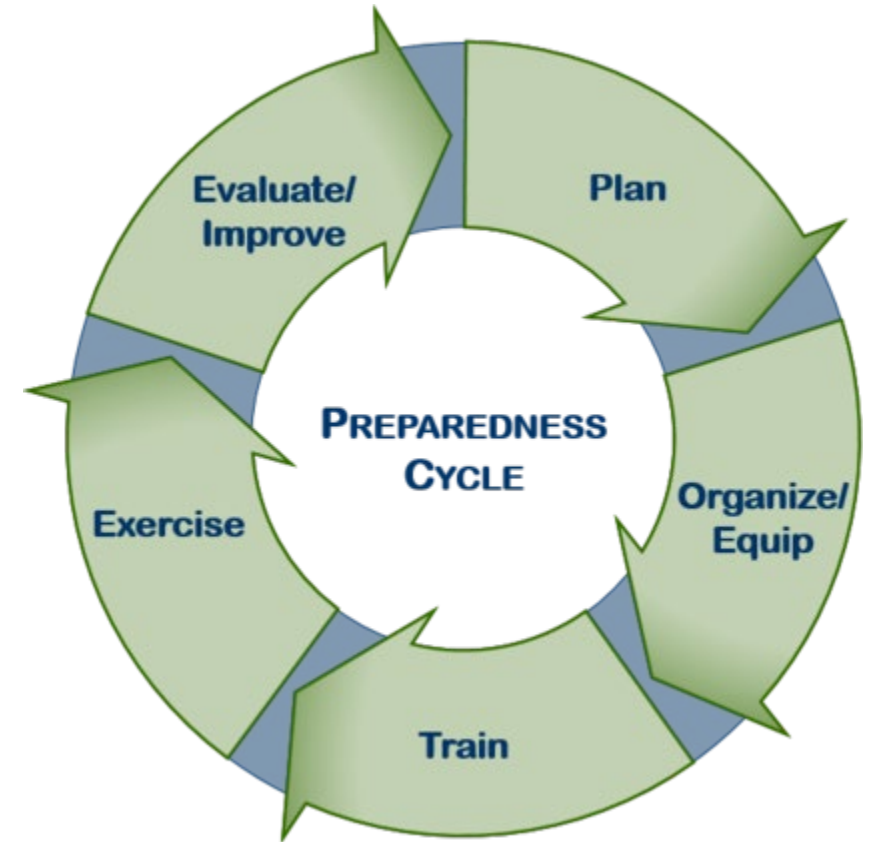 PREPAREDNESS
CYCLE
Plan
Organize/
Equip
Train
Exercise
Evaluate/
Improve